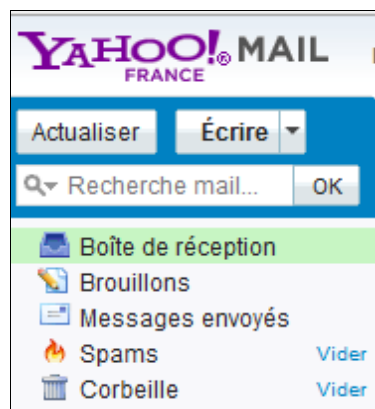 YAHOO!® MAIL
FRANCE
Actualiser Écrire
Recherche mail... OK
Boîte de réception
Brouillons
Messages envoyés
Spams Vider
Corbeille Vider